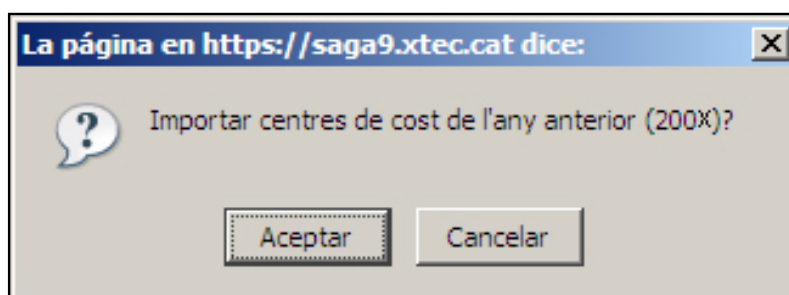 La página en https://saga9.xtec.cat dice:
Importar centres de cost de l'any anterior (200X)?
Aceptar Cancelar